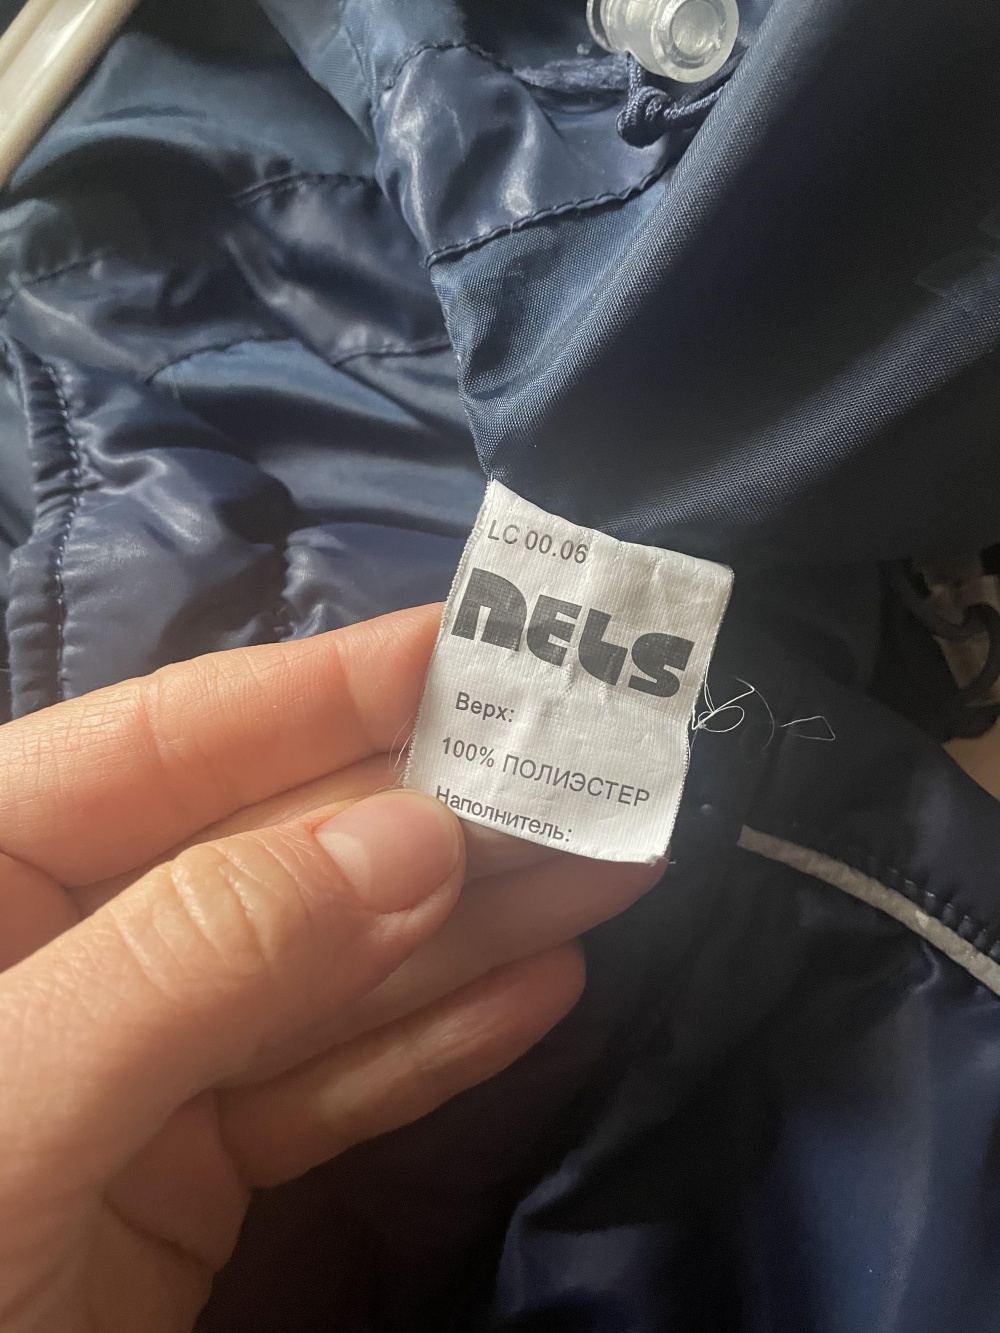 LC 00.06
NELS
Верх:
100% ПОЛИЭСТЕР
Наполнитель: